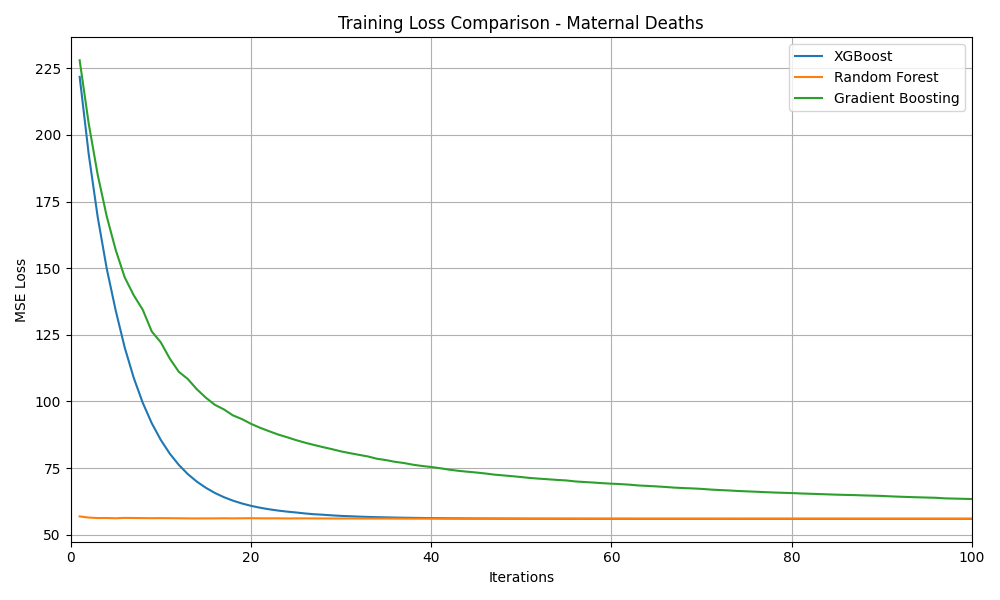 Training Loss Comparison - Maternal Deaths
XGBoost
Random Forest
Gradient Boosting
MSE Loss
225
200
175
150
125
100
75
50
0 20 40 60 80 100
Iterations